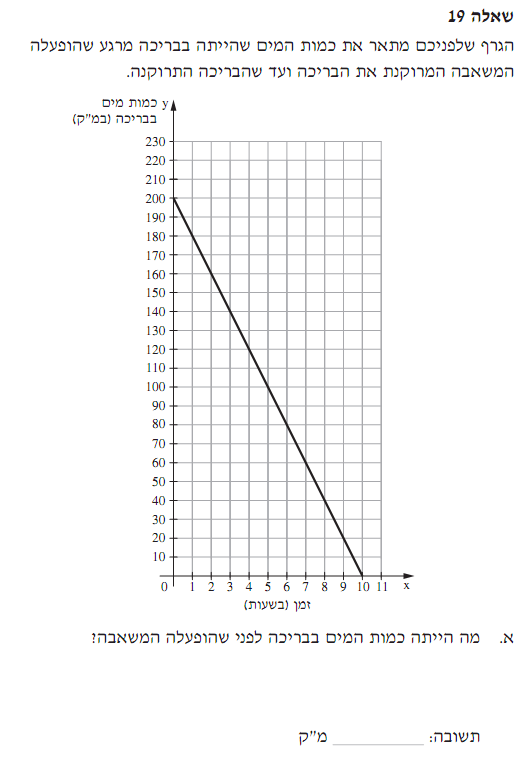 שאלה 19
הגרף שלפניכם מתאר את כמות המים שהייתה בבריכה מרגע שהופעלה
המשאבה המרוקנת את הבריכה ועד שהבריכה התרוקנה.
y כמות מים
בבריכה (במ"ק)
230
220
210
200
190
180
170
160
150
140
130
120
110
100
90
80
70
60
50
40
30
20
10
0 1 2 3 4 5 6 7 8 9 10 11 x
זמן (בשעות)
א. מה הייתה כמות המים בבריכה לפני שהופעלה המשאבה?
תשובה: __________ מ"ק